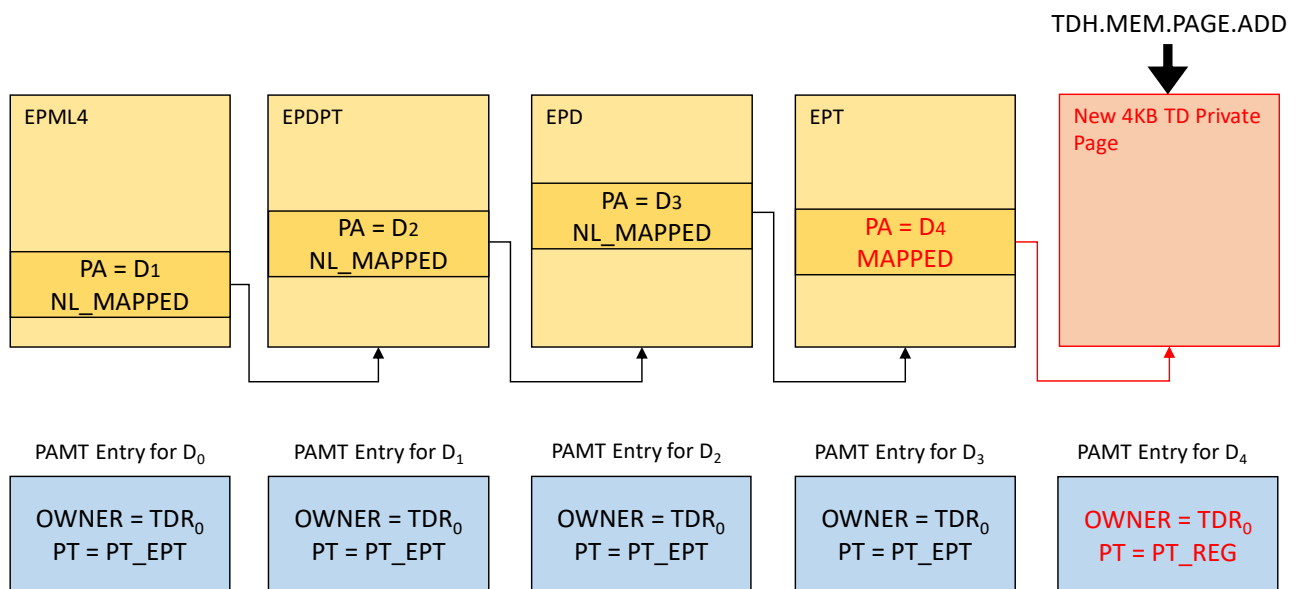 TDH.MEM.PAGE.ADD
EPML4
PA = D1
NL_MAPPED
EPDPT
PA = D2
NL_MAPPED
EPD
PA = D3
NL_MAPPED
EPT
PA = D4
MAPPED
New 4KB TD Private
Page
PAMT Entry for D₀
PAMT Entry for D₁
PAMT Entry for D₂
PAMT Entry for D₃
PAMT Entry for D₄
OWNER = TDR₀
PT = PT_EPT
OWNER = TDR₀
PT = PT_EPT
OWNER = TDR₀
PT = PT_EPT
OWNER = TDR₀
PT = PT_EPT
OWNER = TDR₀
PT = PT_REG